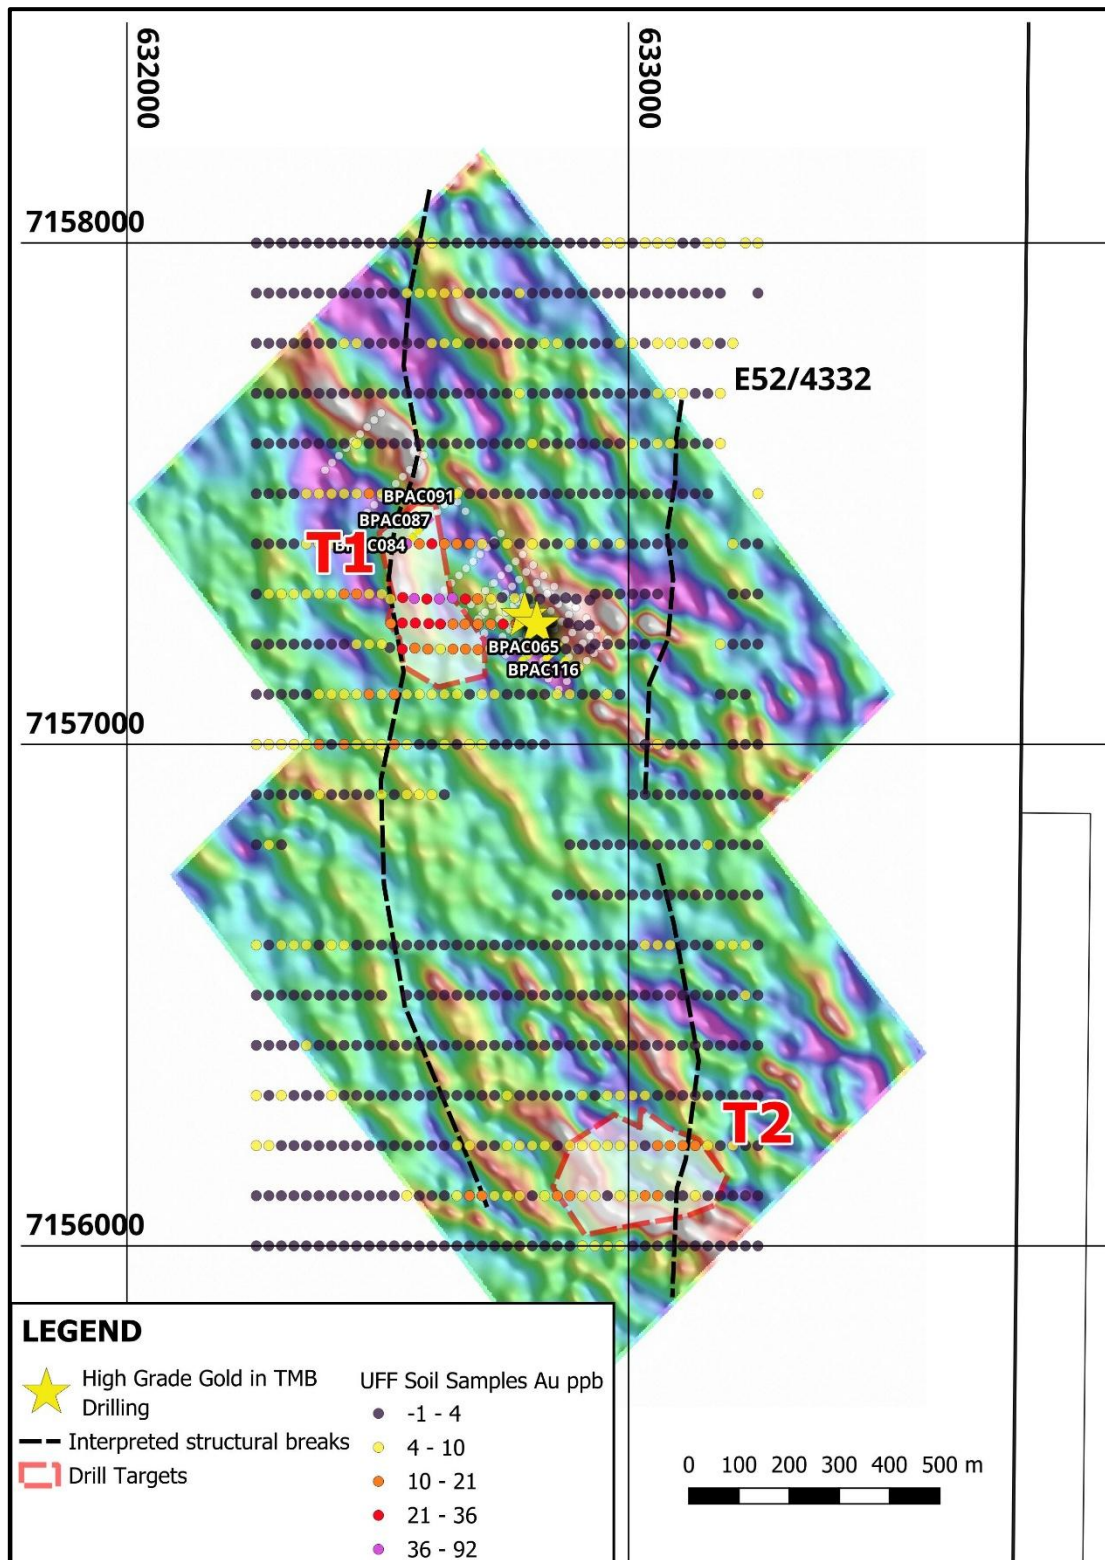 632000
633000
7158000
E52/4332
BPAC091
BPAC087
T1
BPAC084
BPAC065
BPAC116
7157000
T2
7156000
LEGEND
High Grade Gold in TMB
Drilling
Interpreted structural breaks
Drill Targets
UFF Soil Samples Au ppb
-1 - 4
4 - 10
10 - 21
21 - 36
36 - 92
0 100 200 300 400 500 m